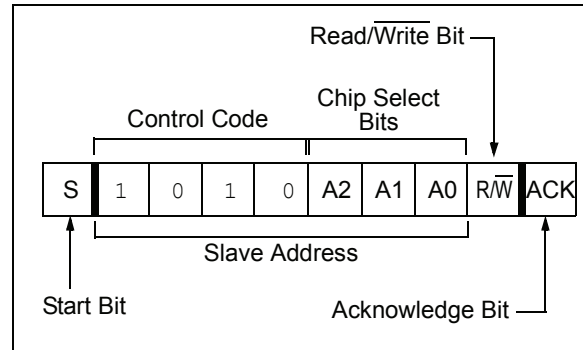 Read/Write Bit
Chip Select
Control Code Bits
S 1 0 1 0 A2 A1 A0 R/W ACK
Slave Address
Start Bit Acknowledge Bit